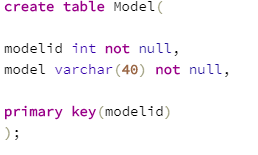 create table Model(
modelid int not null,
model varchar(40) not null,
primary key(modelid)
);